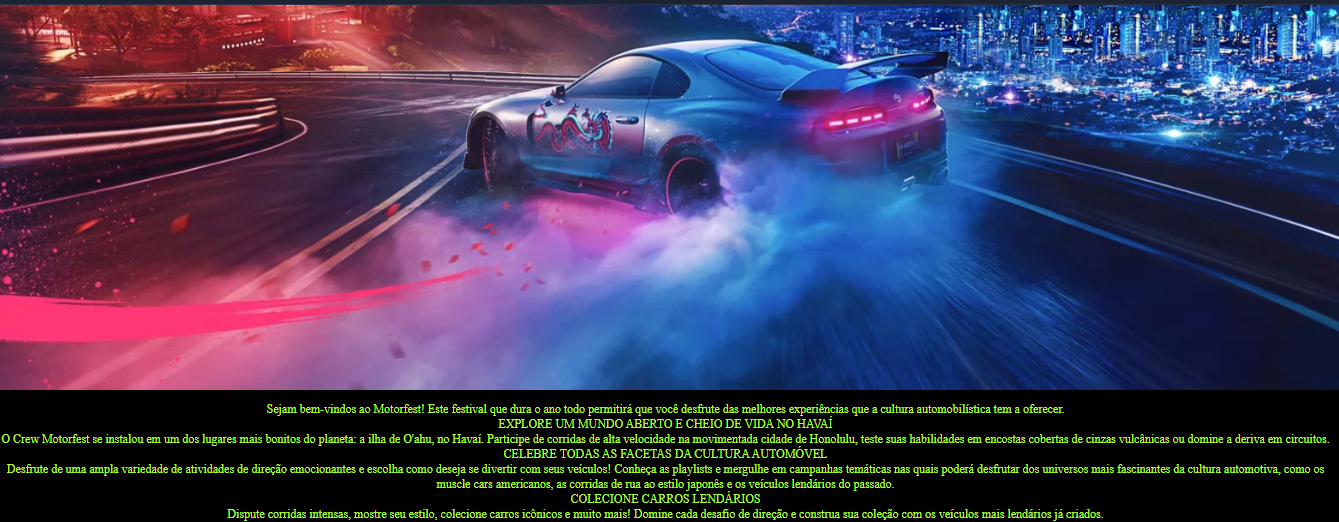 Sejam bem-vindos ao Motorfest! Este festival que dura o ano todo permitirá que você desfrute das melhores experiências que a cultura automobilística tem a oferecer.
EXPLORE UM MUNDO ABERTO E CHEIO DE VIDA NO HAVAÍ
O Crew Motorfest se instalou em um dos lugares mais bonitos do planeta: a ilha de O'ahu, no Havaí. Participe de corridas de alta velocidade na movimentada cidade de Honolulu, teste suas habilidades em encostas cobertas de cinzas vulcânicas ou domine a deriva em circuitos.
CELEBRE TODAS AS FACETAS DA CULTURA AUTOMÓVEL
Desfrute de uma ampla variedade de atividades de direção emocionantes e escolha como deseja se divertir com seus veículos! Conheça as playlists e mergulhe em campanhas temáticas nas quais poderá desfrutar dos universos mais fascinantes da cultura automotiva, como os
muscle cars americanos, as corridas de rua ao estilo japonês e os veículos lendários do passado.
COLECIONE CARROS LENDÁRIOS
Dispute corridas intensas, mostre seu estilo, colecione carros icônicos e muito mais! Domine cada desafio de direção e construa sua coleção com os veículos mais lendários já criados.